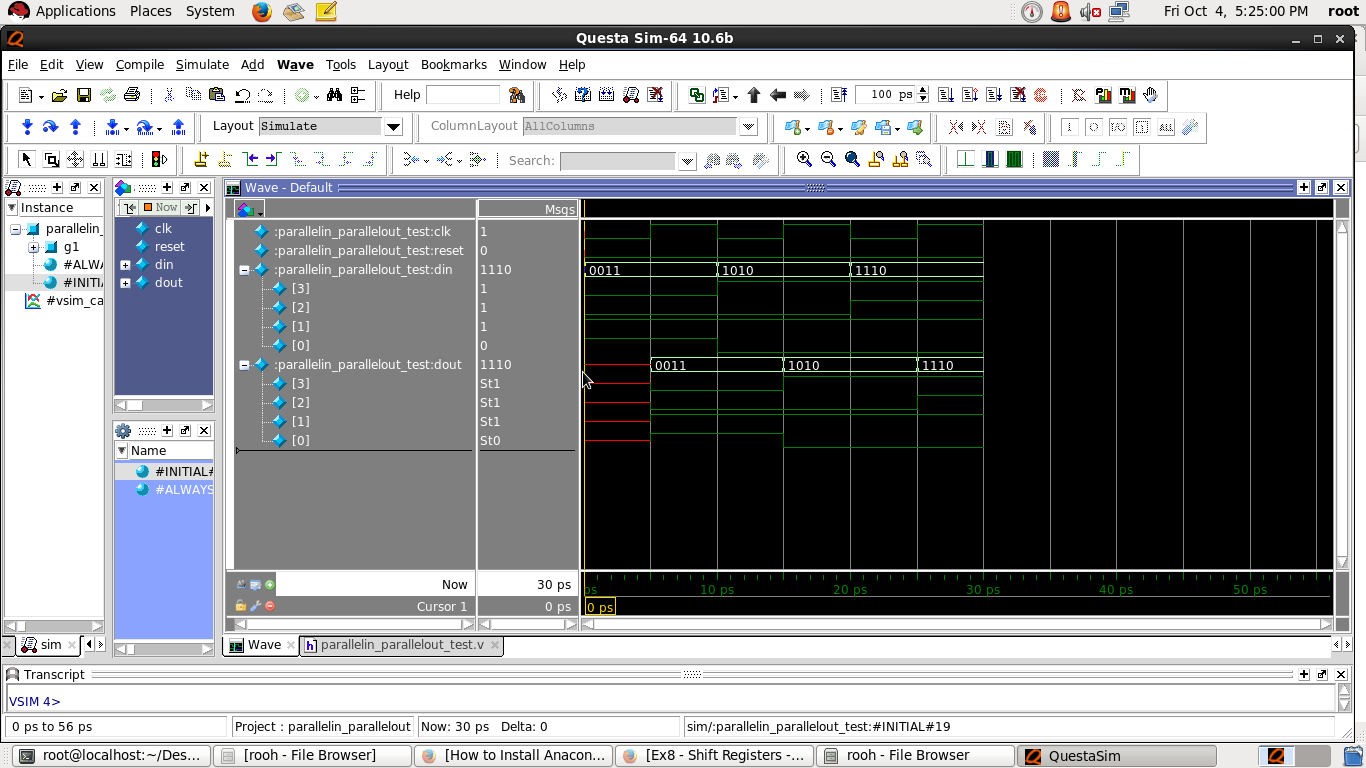 Applications Places System Fri Oct 4, 5:25:00 PM root
Questa Sim-64 10.6b
File Edit View Compile Simulate Add Wave Tools Layout Bookmarks Window Help
Help 100 ps
Layout Simulate ColumnLayout AllColumns
Search:
Wave - Default
Instance
parallelin_
g1
#ALWA
#INITIA
#vsim_ca
Now
clk
reset
din
dout
Name
#INITIAL#
#ALWAYS
Msgs
:parallelin_parallelout_test:clk 1
:parallelin_parallelout_test:reset 0
:parallelin_parallelout_test:din 1110 0011 1010 1110
[3] 1
[2] 1
[1] 1
[0] 0
:parallelin_parallelout_test:dout 1110 0011 1010 1110
[3] St1
[2] St1
[1] St1
[0] St0
Now 30 ps ps 10 ps 20 ps 30 ps 40 ps 50 ps
Cursor 1 0 ps 0 ps
sim Wave parallelin_parallelout_test.v
Transcript
VSIM 4>
0 ps to 56 ps Project : parallelin_parallelout Now: 30 ps Delta: 0 sim/:parallelin_parallelout_test:#INITIAL#19
root@localhost:~/Des... [rooh - File Browser] [How to Install Anacon... [Ex8 - Shift Registers -... rooh - File Browser QuestaSim